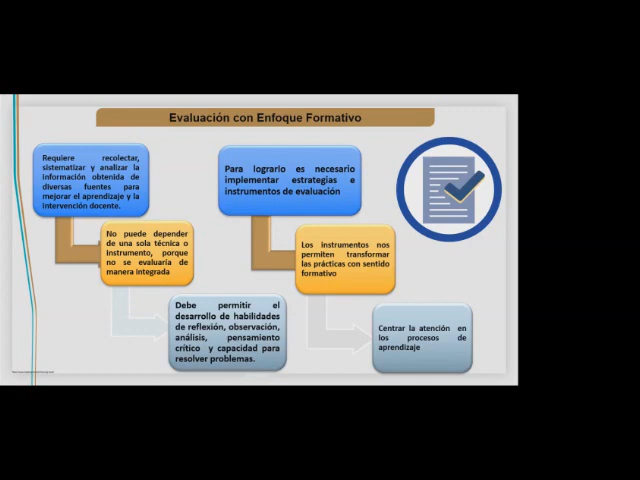 Evaluación con Enfoque Formativo
Requiere recolectar,
sistematizar y analizar la
información obtenida de
diversas fuentes para
mejorar el aprendizaje y la
intervención docente.
No puede depender
de una sola técnica o
instrumento, porque
no se evaluaría de
manera integrada
Debe permitir el
desarrollo de habilidades
de reflexión, observación,
análisis, pensamiento
crítico y capacidad para
resolver problemas.
Para lograrlo es necesario
implementar estrategias e
instrumentos de evaluación
Los instrumentos nos
permiten transformar
las prácticas con sentido
formativo
Centrar la atención en
los procesos de
aprendizaje